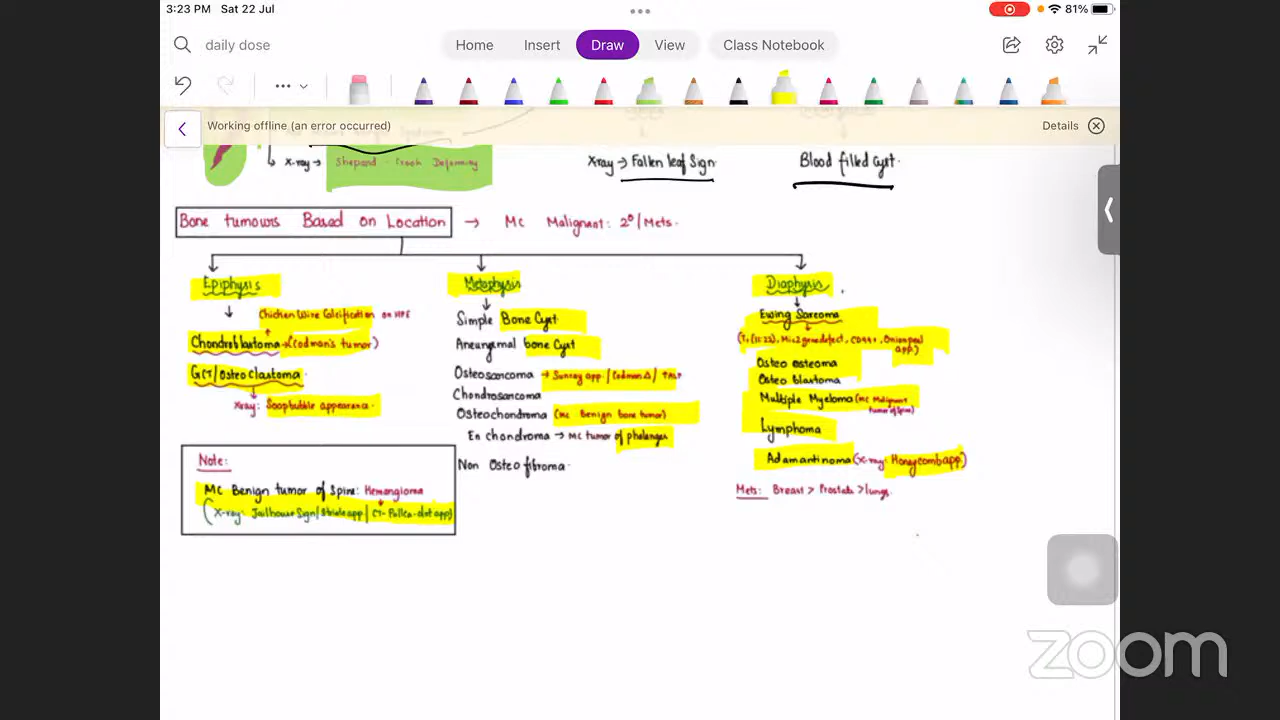 3:23 PM Sat 22 Jul
81%
daily dose
Home Insert Draw View Class Notebook
Working offline (an error occurred)
Details
X-ray → Shepard - Crook Deformity
Xray → Fallen leaf Sign
Blood filled Cyst.
Bone tumours Based on Location → MC Malignant: 2°/Mets.
Epiphysis
Chicken Wire Calcification on HPE
Chondroblastoma → (Codman's tumor)
GCT/Osteoclastoma
Xray: Soapbubble appearance
Note:
MC Benign tumor of Spine: Hemangioma
(X-ray: Jailhouse Sign/ app/ CT- Polka-dot app)
Metaphysis
Simple Bone Cyst
Aneurysmal bone Cyst
Osteosarcoma → Sunray app/Codman Δ/ ↑ALP
Chondrosarcoma
Osteochondroma (MC Benign bone tumor)
En chondroma → MC tumor of phalanges
Non Osteofibroma.
Diaphysis
Ewing Sarcoma
(T:(11:22), Mic2 gene defect, CD99+, Onion peel app.)
Osteo osteoma
Osteo blastoma
Multiple Myeloma (MC Malignant tumor of Spine)
Lymphoma
Adamantinoma (X-ray: Honeycomb app)
Mets: Breast > Prostate > lungs.
zoom